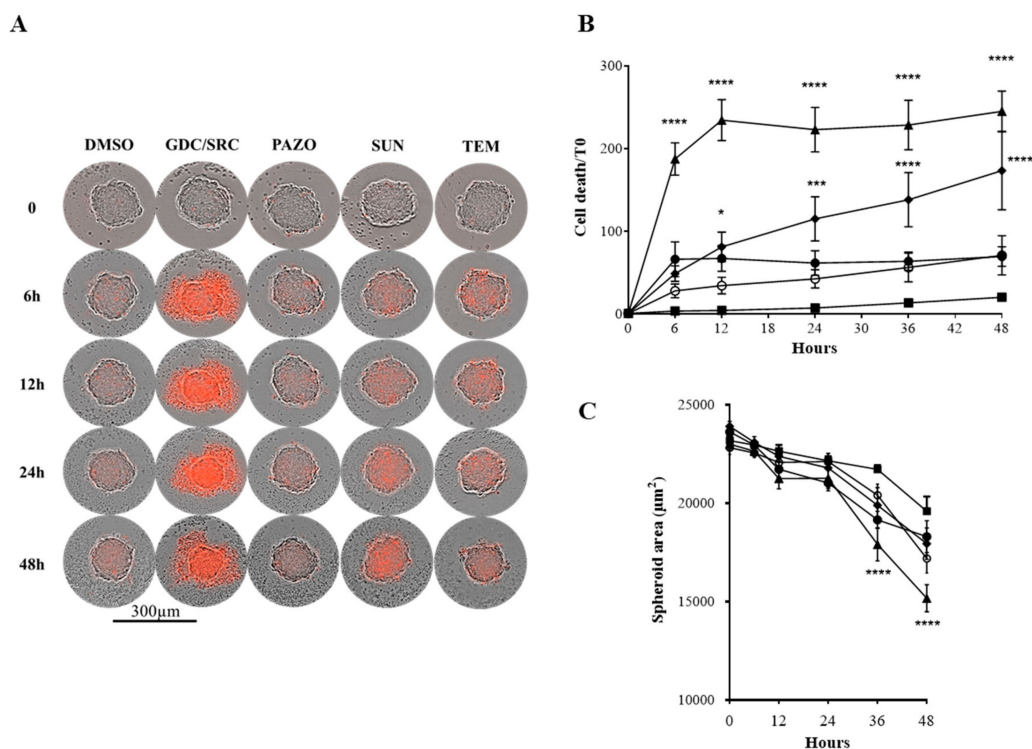 A
DMSO GDC/SRC PAZO SUN TEM
0
6h
12h
24h
48h
300µm
B
Cell death/T0
300
200
100
0
0 6 12 18 24 30 36 42 48
Hours
****
****
****
****
****
*
***
****
****
C
Spheroid area (µm²)
25000
20000
15000
10000
0 12 24 36 48
Hours
****
****